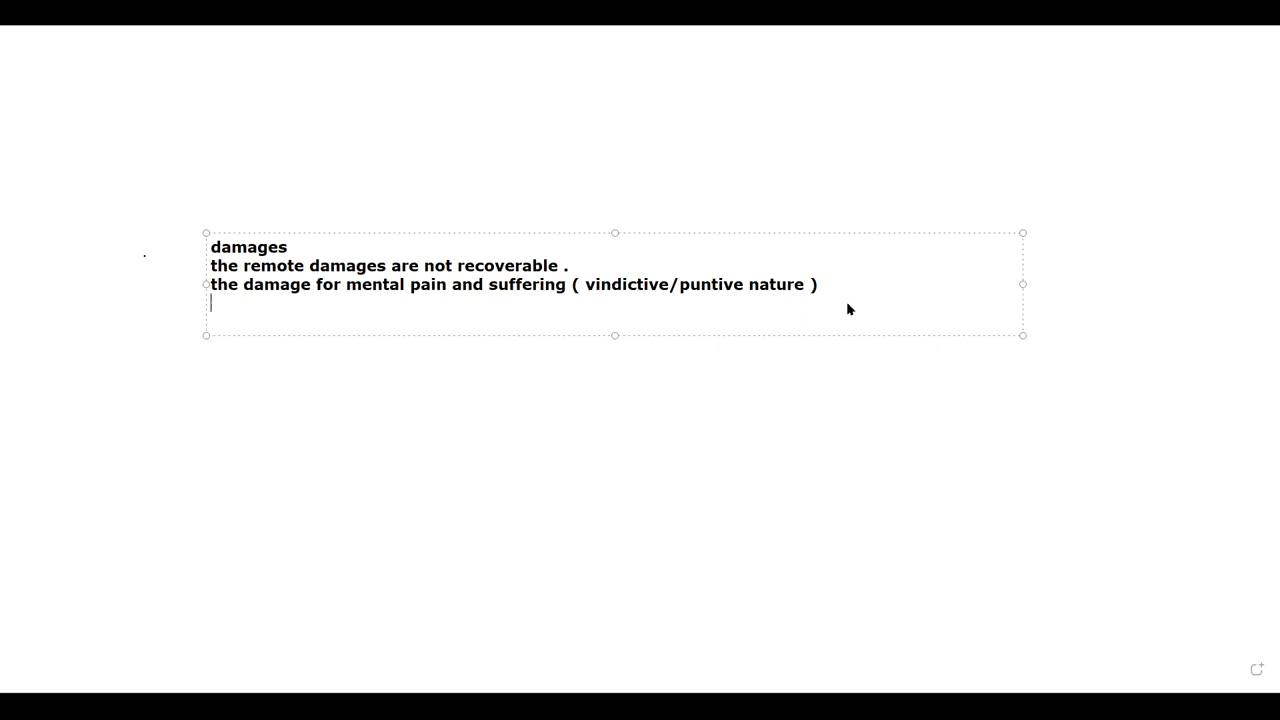 damages
the remote damages are not recoverable .
the damage for mental pain and suffering ( vindictive/puntive nature )